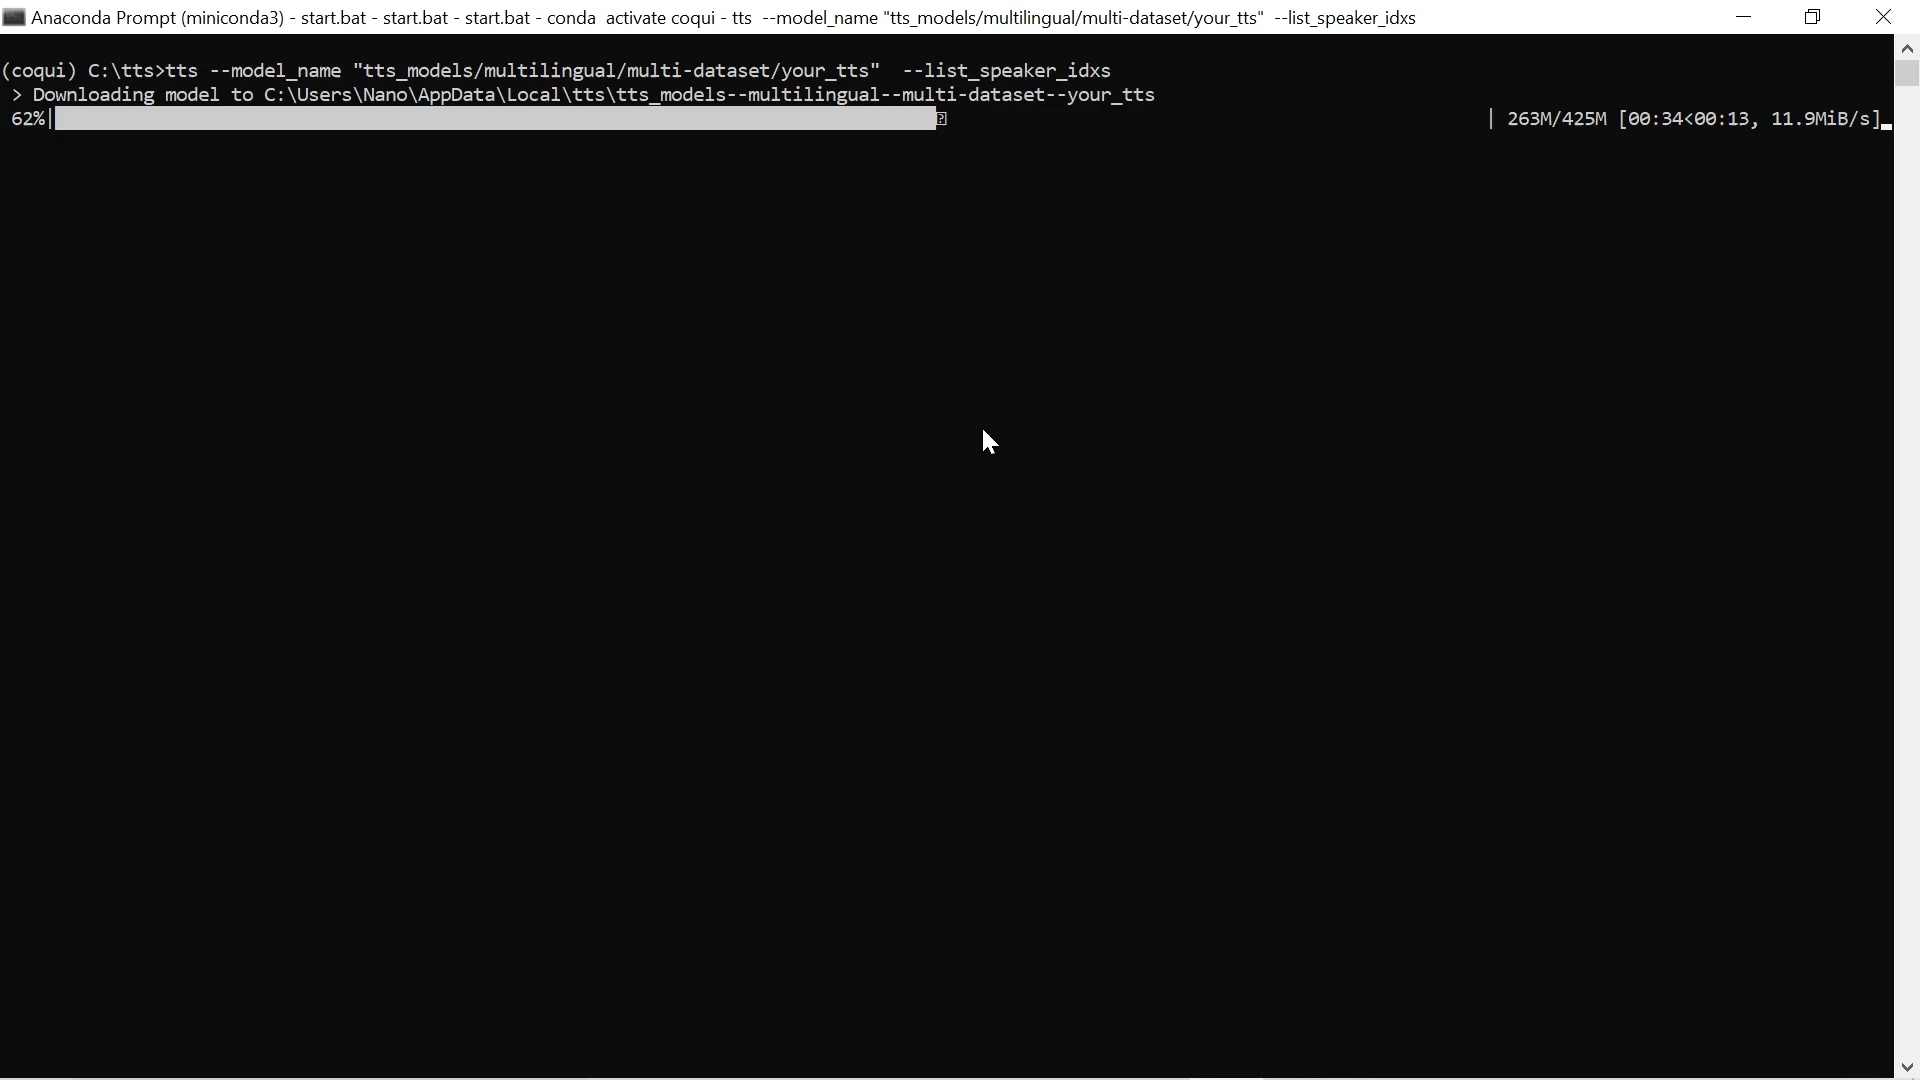 Anaconda Prompt (miniconda3) - start.bat - start.bat - start.bat - conda  activate coqui - tts  --model_name "tts_models/multilingual/multi-dataset/your_tts"  --list_speaker_idxs
(coqui) C:\tts>tts --model_name "tts_models/multilingual/multi-dataset/your_tts"  --list_speaker_idxs
> Downloading model to C:\Users\Nano\AppData\Local\tts\tts_models--multilingual--multi-dataset--your_tts
62%| | 263M/425M [00:34<00:13, 11.9MiB/s]